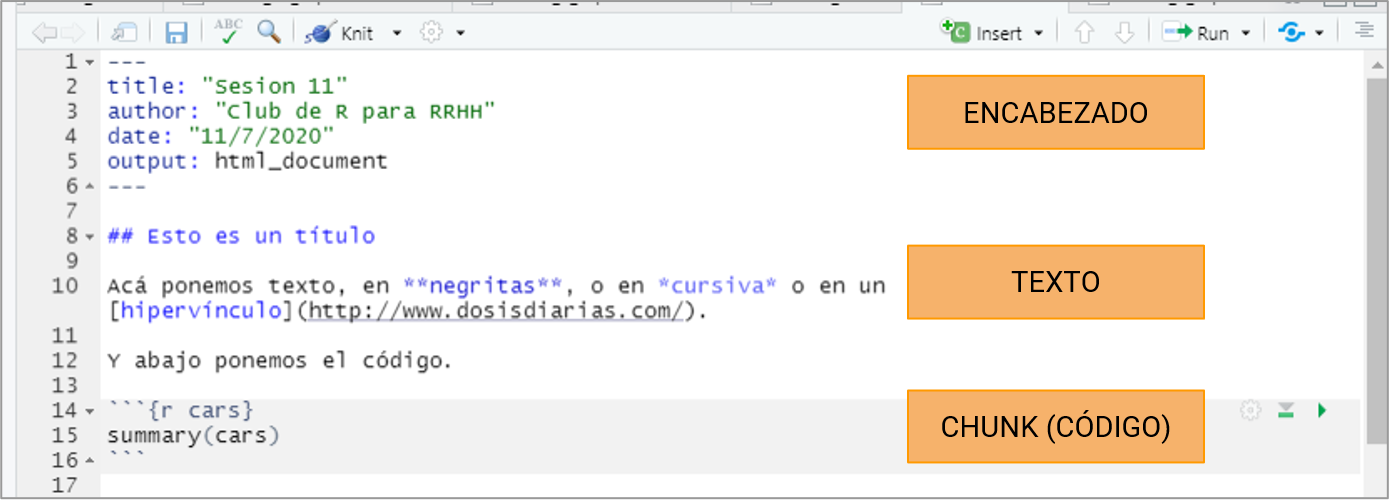 ABC
Knit
Insert
Run
1 ---
2 title: "Sesion 11"
3 author: "Club de R para RRHH"
4 date: "11/7/2020"
5 output: html_document
6 ---
7
8 ## Esto es un título
9
10 Acá ponemos texto, en **negritas**, o en *cursiva* o en un
[hipervínculo](http://www.dosisdiarias.com/).
11
12 Y abajo ponemos el código.
13
14 ```{r cars}
15 summary(cars)
16 ```
17
ENCABEZADO
TEXTO
CHUNK (CÓDIGO)